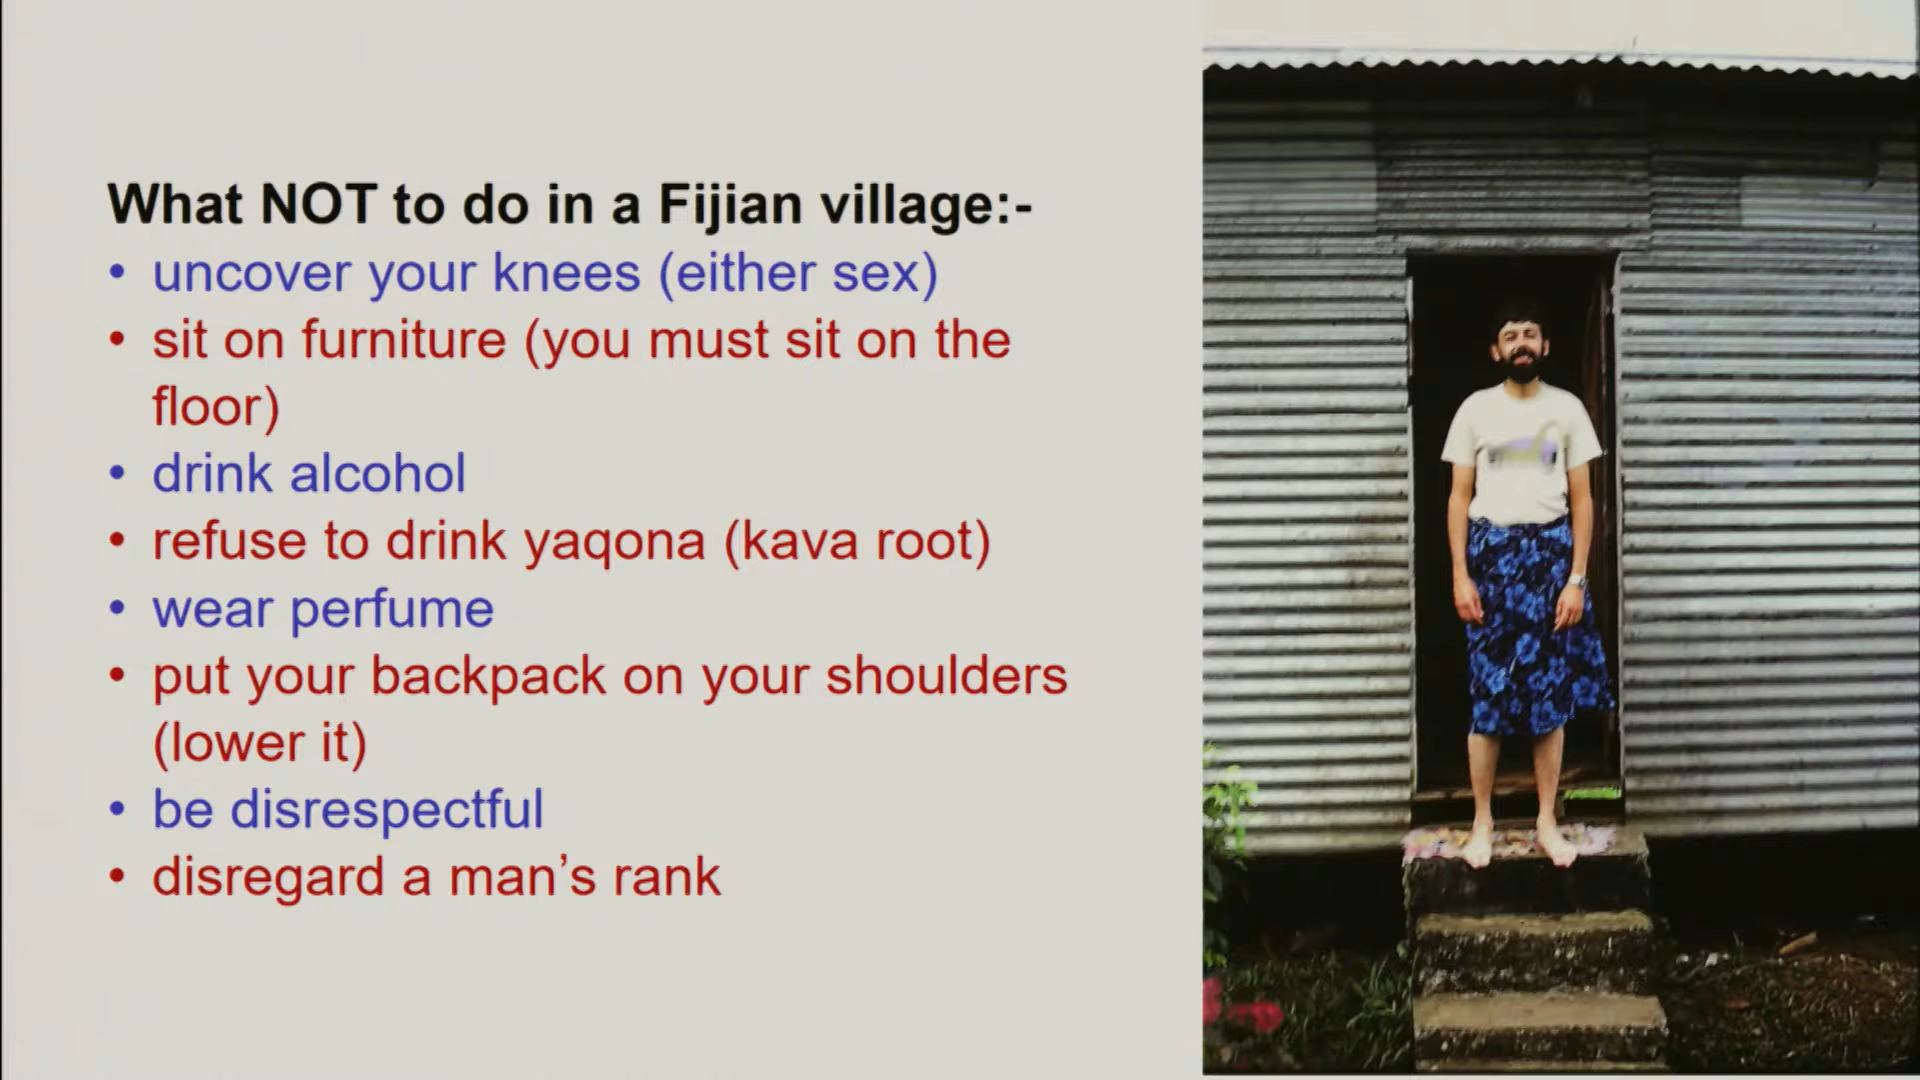 What NOT to do in a Fijian village:-
• uncover your knees (either sex)
• sit on furniture (you must sit on the
floor)
• drink alcohol
• refuse to drink yaqona (kava root)
• wear perfume
• put your backpack on your shoulders
(lower it)
• be disrespectful
• disregard a man’s rank